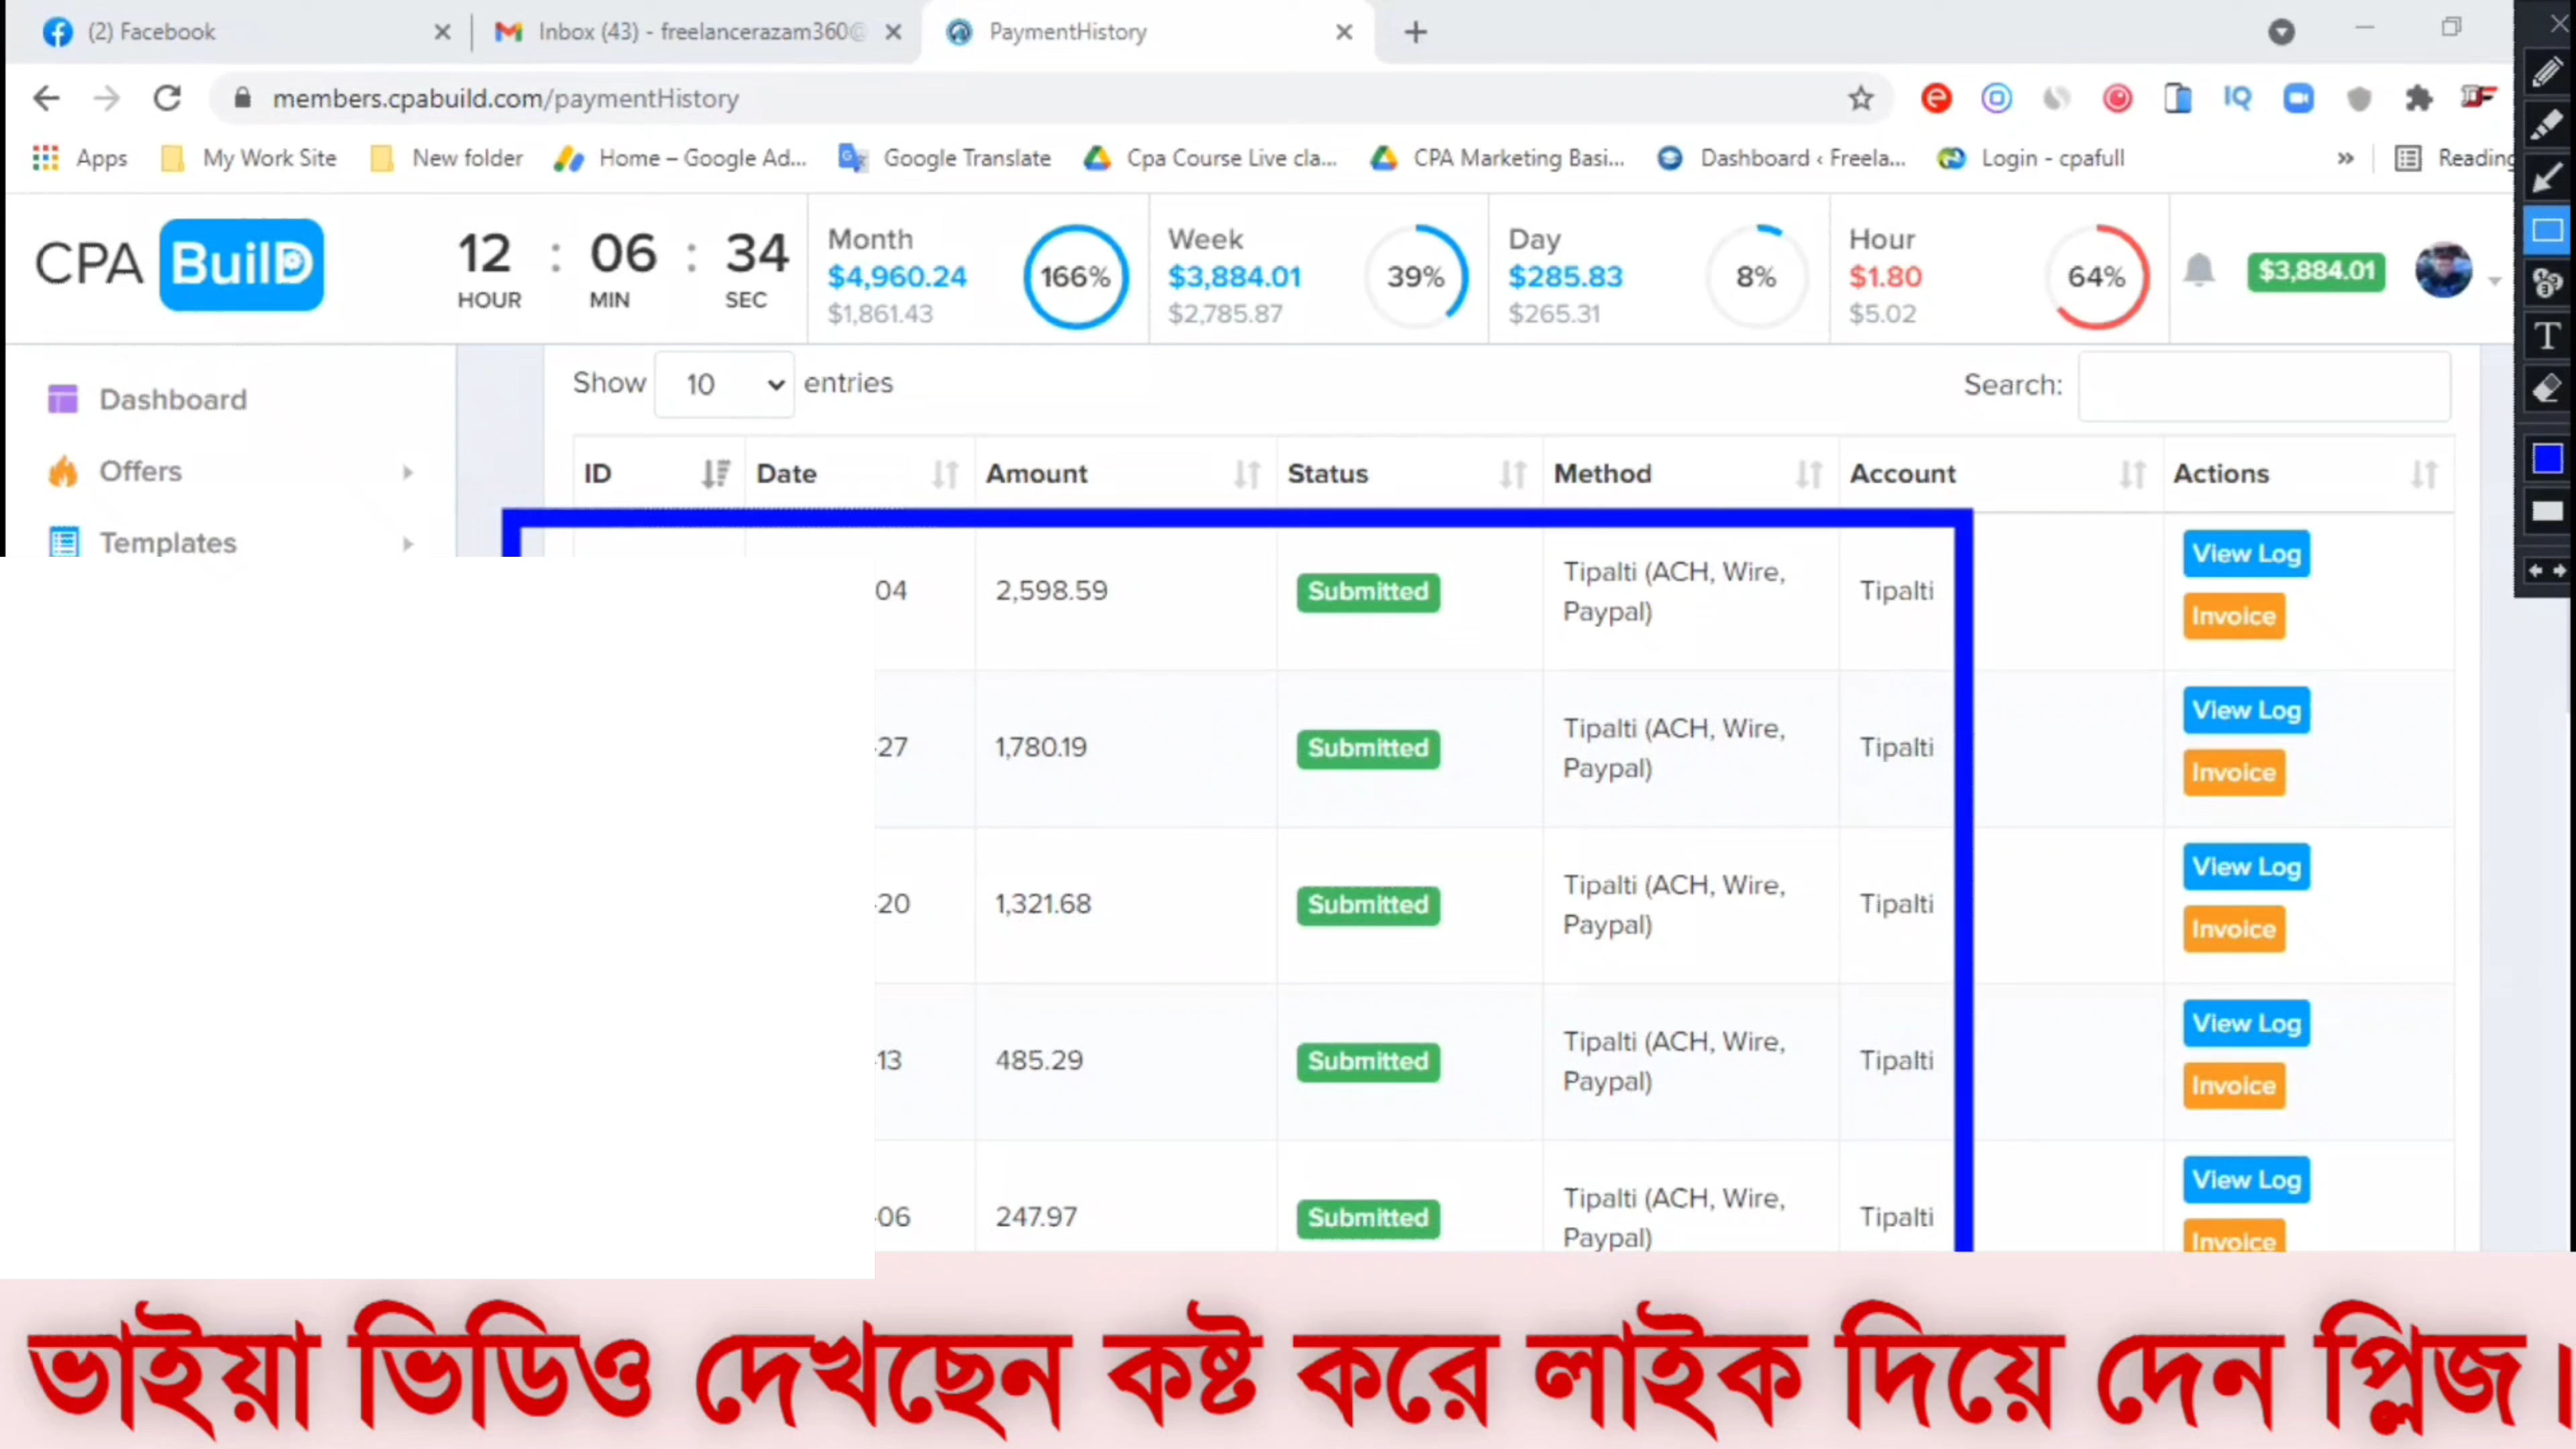 (2) Facebook
Inbox (43) - freelancerazam360@
PaymentHistory
members.cpabuild.com/paymentHistory
Apps My Work Site New folder Home – Google Ad... Google Translate Cpa Course Live cla... CPA Marketing Basi... Dashboard ‹ Freela... Login - cpafull » Reading
CPA BuilD
12 : 06 : 34
HOUR MIN SEC
Month
$4,960.24
$1,861.43
166%
Week
$3,884.01
$2,785.87
39%
Day
$285.83
$265.31
8%
Hour
$1.80
$5.02
64%
$3,884.01
Dashboard
Offers
Templates
Show 10 entries
Search:
ID Date Amount Status Method Account Actions
04 2,598.59 Submitted Tipalti (ACH, Wire, Paypal) Tipalti View Log Invoice
-27 1,780.19 Submitted Tipalti (ACH, Wire, Paypal) Tipalti View Log Invoice
-20 1,321.68 Submitted Tipalti (ACH, Wire, Paypal) Tipalti View Log Invoice
-13 485.29 Submitted Tipalti (ACH, Wire, Paypal) Tipalti View Log Invoice
-06 247.97 Submitted Tipalti (ACH, Wire, Paypal) Tipalti View Log Invoice
ভাইয়া ভিডিও দেখছেন কষ্ট করে লাইক দিয়ে দেন প্লিজ।